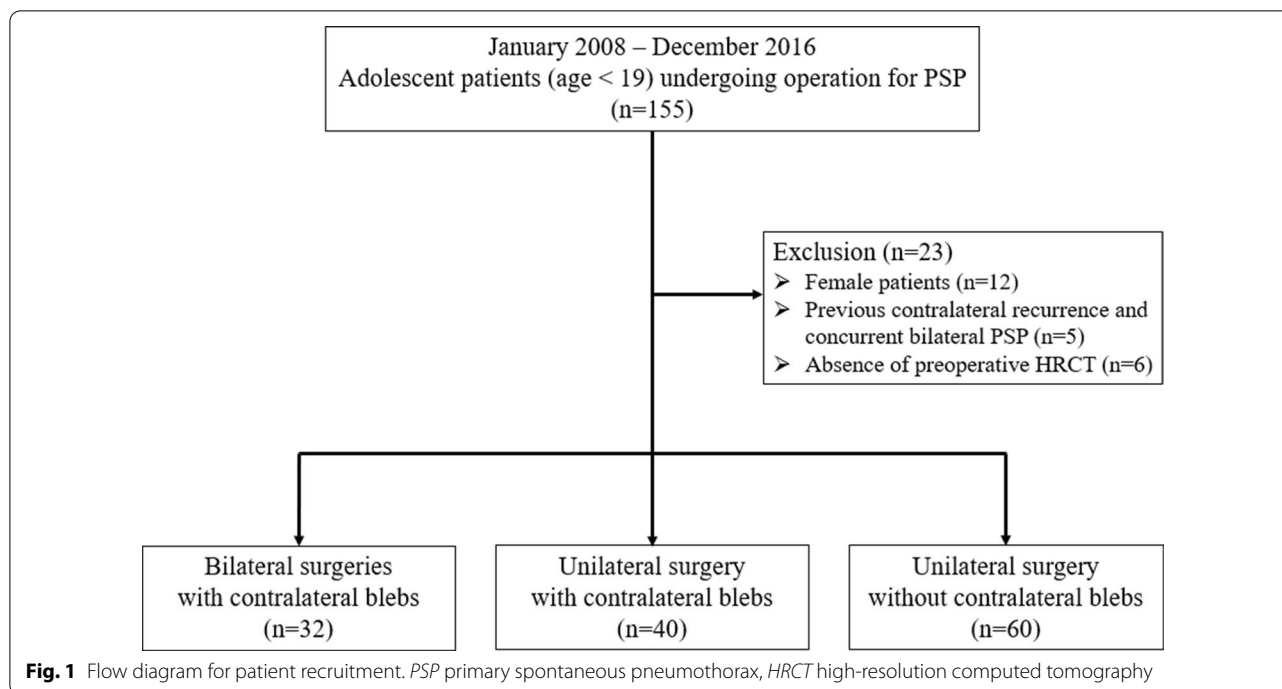 January 2008 – December 2016
Adolescent patients (age < 19) undergoing operation for PSP
(n=155)
Exclusion (n=23)
➢ Female patients (n=12)
➢ Previous contralateral recurrence and
concurrent bilateral PSP (n=5)
➢ Absence of preoperative HRCT (n=6)
Bilateral surgeries
with contralateral blebs
(n=32)
Unilateral surgery
with contralateral blebs
(n=40)
Unilateral surgery
without contralateral blebs
(n=60)
Fig. 1 Flow diagram for patient recruitment. PSP primary spontaneous pneumothorax, HRCT high-resolution computed tomography